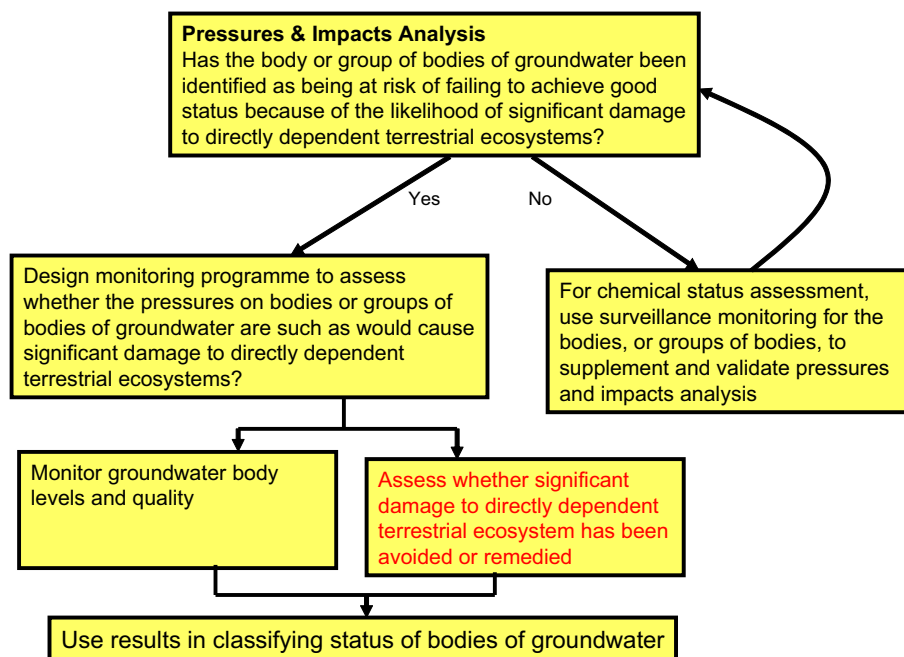 Pressures & Impacts Analysis
Has the body or group of bodies of groundwater been
identified as being at risk of failing to achieve good
status because of the likelihood of significant damage
to directly dependent terrestrial ecosystems?
Yes
No
Design monitoring programme to assess
whether the pressures on bodies or groups of
bodies of groundwater are such as would cause
significant damage to directly dependent
terrestrial ecosystems?
For chemical status assessment,
use surveillance monitoring for the
bodies, or groups of bodies, to
supplement and validate pressures
and impacts analysis
Monitor groundwater body
levels and quality
Assess whether significant
damage to directly dependent
terrestrial ecosystem has been
avoided or remedied
Use results in classifying status of bodies of groundwater